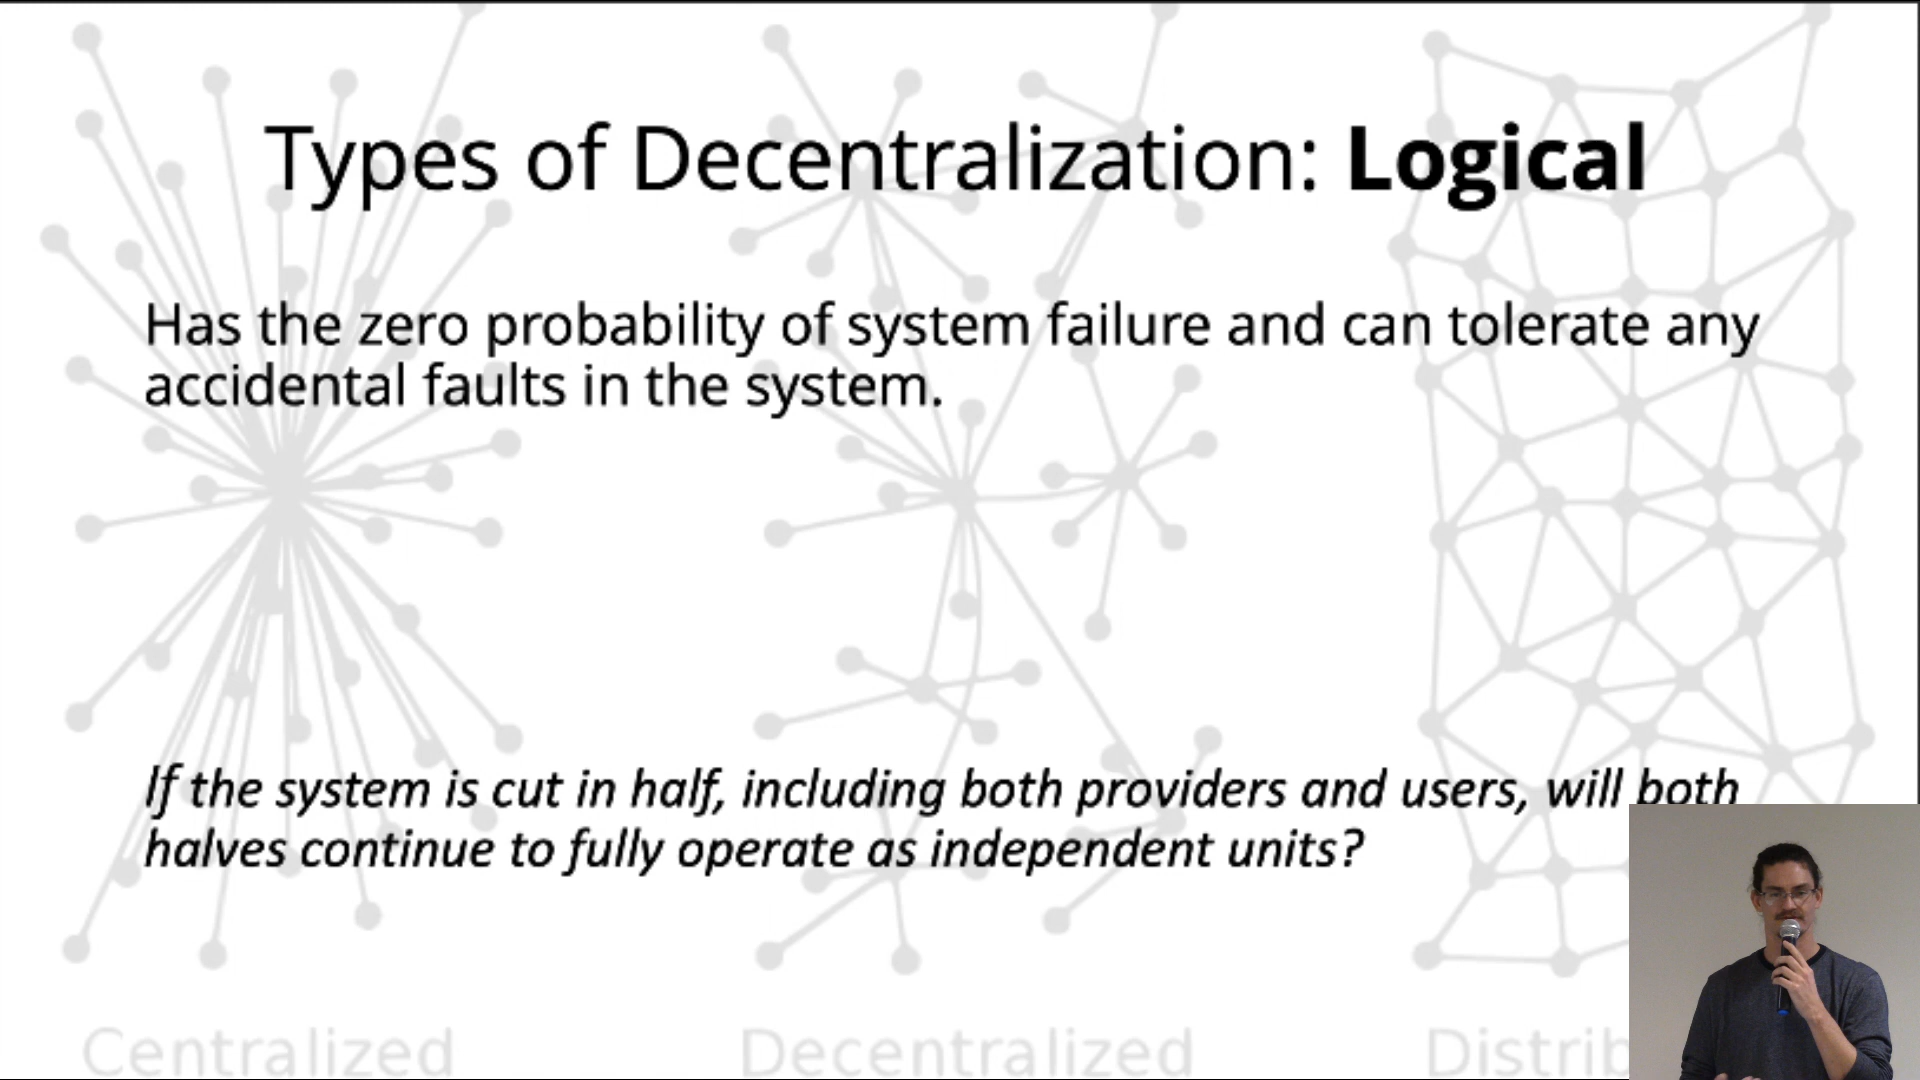 Types of Decentralization: Logical
Has the zero probability of system failure and can tolerate any
accidental faults in the system.
If the system is cut in half, including both providers and users, will both
halves continue to fully operate as independent units?
Centralized
Decentralized